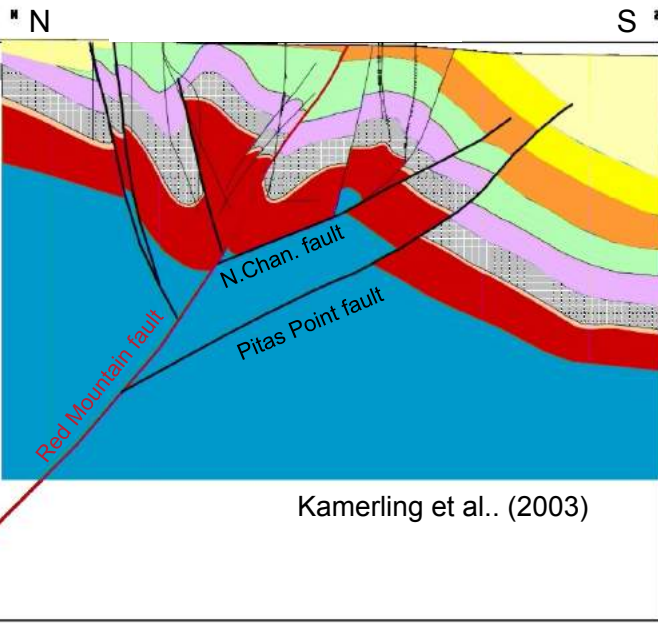 N
S
N.Chan. fault
Pitas Point fault
Red Mountain fault
Kamerling et al.. (2003)